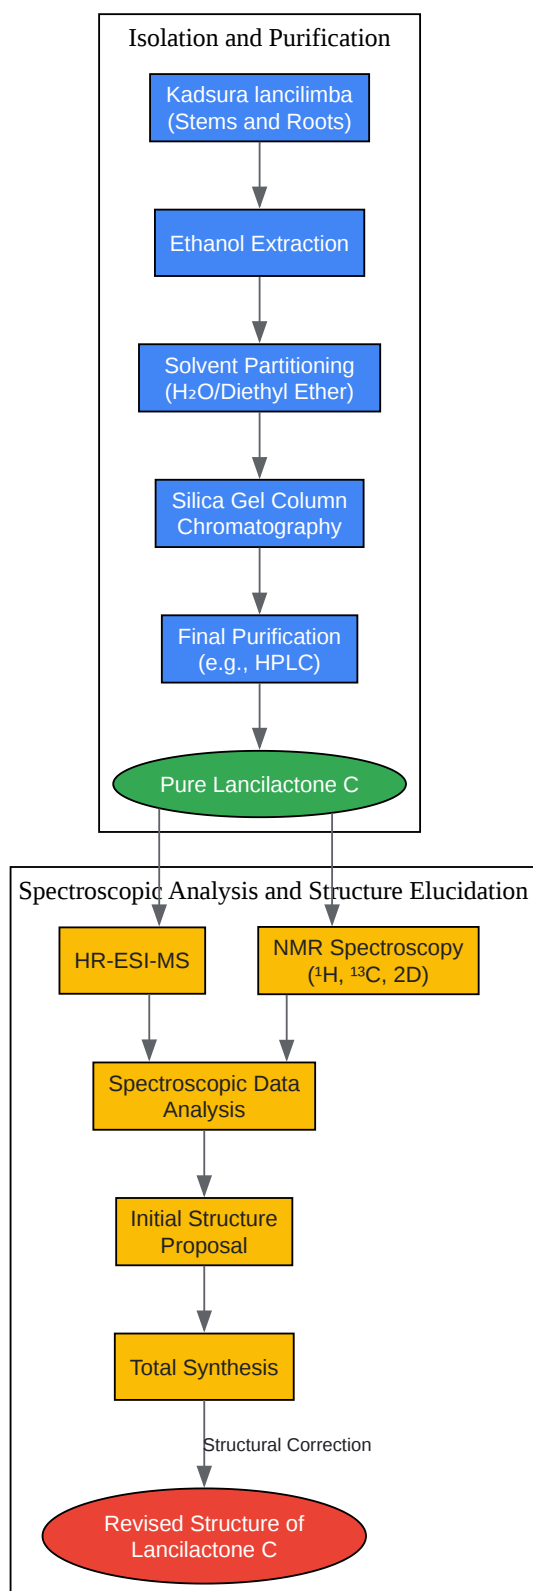 Isolation and Purification
Kadsura lancilimba
(Stems and Roots)
Ethanol Extraction
Solvent Partitioning
(H₂O/Diethyl Ether)
Silica Gel Column
Chromatography
Final Purification
(e.g., HPLC)
Pure Lancilactone C
Spectroscopic Analysis and Structure Elucidation
HR-ESI-MS
NMR Spectroscopy
(¹H, ¹³C, 2D)
Spectroscopic Data
Analysis
Initial Structure
Proposal
Total Synthesis
Structural Correction
Revised Structure of
Lancilactone C